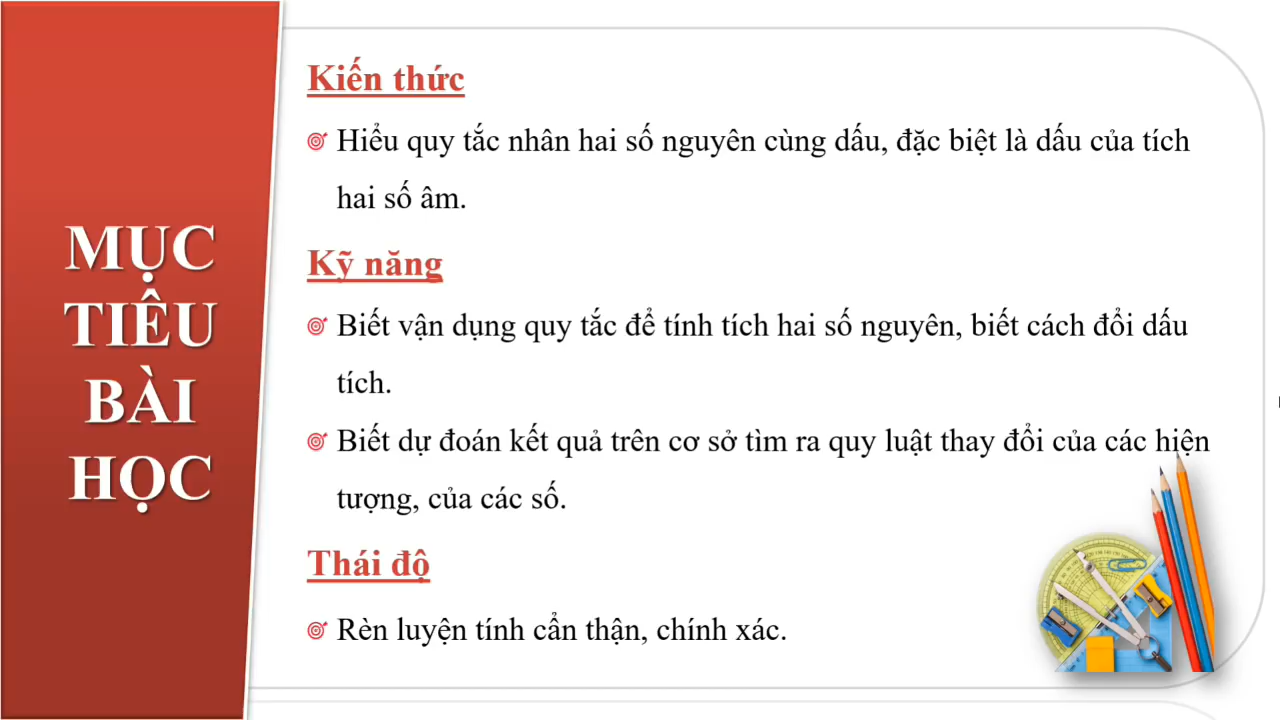 MỤC
TIÊU
BÀI
HỌC
Kiến thức
Hiểu quy tắc nhân hai số nguyên cùng dấu, đặc biệt là dấu của tích
hai số âm.
Kỹ năng
Biết vận dụng quy tắc để tính tích hai số nguyên, biết cách đổi dấu
tích.
Biết dự đoán kết quả trên cơ sở tìm ra quy luật thay đổi của các hiện
tượng, của các số.
Thái độ
Rèn luyện tính cẩn thận, chính xác.